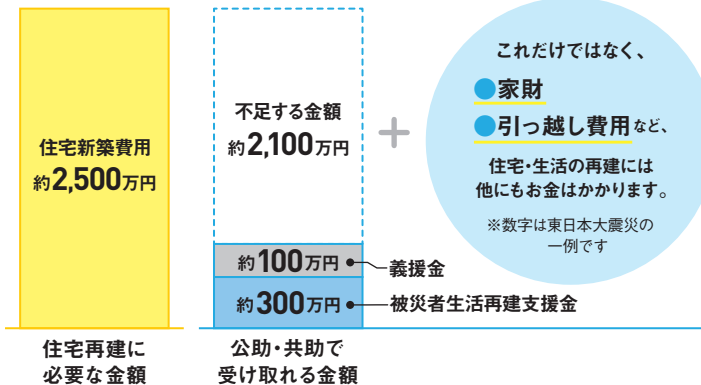 住宅新築費用
約2,500万円
不足する金額
約2,100万円
約100万円
義援金
約300万円
被災者生活再建支援金
住宅再建に
必要な金額
公助・共助で
受け取れる金額
+
これだけではなく、
●家財
●引っ越し費用など、
住宅・生活の再建には
他にもお金はかかります。
※数字は東日本大震災の
一例です